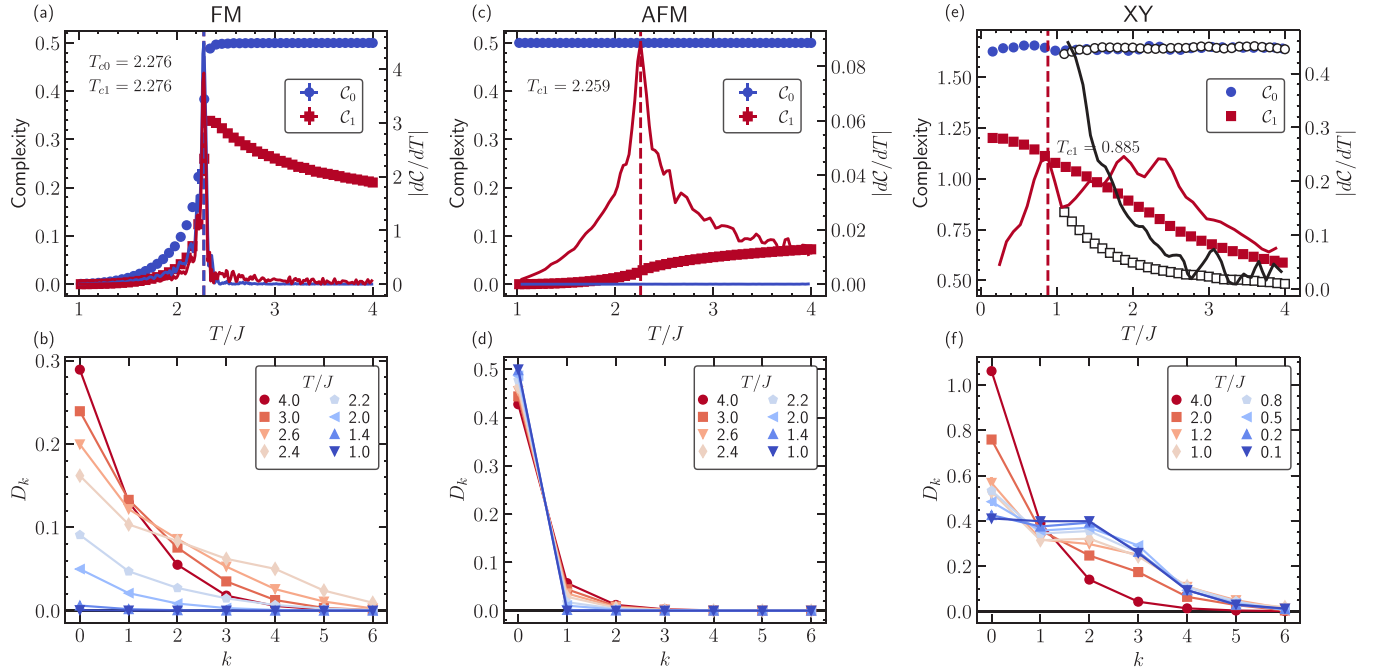 (a)
FM
T_{c0} = 2.276
T_{c1} = 2.276
C_0
C_1
Complexity
|dC/dT|
0.5
0.4
0.3
0.2
0.1
0.0
4
3
2
1
0
1 2 3 4
T/J
(c)
AFM
T_{c1} = 2.259
C_0
C_1
Complexity
|dC/dT|
0.5
0.4
0.3
0.2
0.1
0.0
0.08
0.06
0.04
0.02
0.00
1 2 3 4
T/J
(e)
XY
C_0
C_1
T_{c1} = 0.885
Complexity
|dC/dT|
1.50
1.25
1.00
0.75
0.50
0.4
0.3
0.2
0.1
0.0
0 1 2 3 4
T/J
(b)
T/J
4.0 2.2
3.0 2.0
2.6 1.4
2.4 1.0
D_k
0.3
0.2
0.1
0.0
0 1 2 3 4 5 6
k
(d)
T/J
4.0 2.2
3.0 2.0
2.6 1.4
2.4 1.0
D_k
0.5
0.4
0.3
0.2
0.1
0.0
0 1 2 3 4 5 6
k
(f)
T/J
4.0 0.8
2.0 0.5
1.2 0.2
1.0 0.1
D_k
1.0
0.8
0.6
0.4
0.2
0.0
0 1 2 3 4 5 6
k